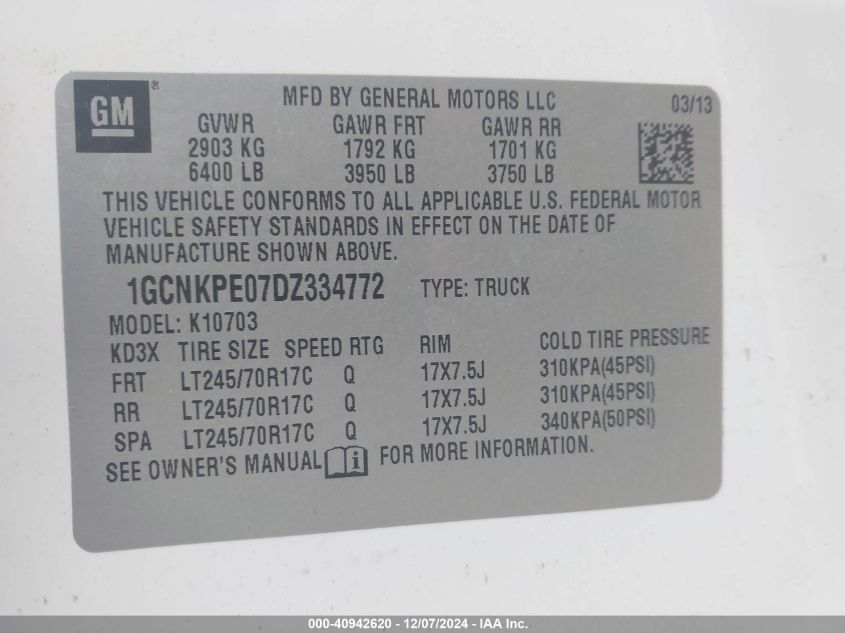 GM®
MFD BY GENERAL MOTORS LLC 03/13
GVWR GAWR FRT GAWR RR
2903 KG 1792 KG 1701 KG
6400 LB 3950 LB 3750 LB
THIS VEHICLE CONFORMS TO ALL APPLICABLE U.S. FEDERAL MOTOR
VEHICLE SAFETY STANDARDS IN EFFECT ON THE DATE OF
MANUFACTURE SHOWN ABOVE.
1GCNKPE07DZ334772 TYPE: TRUCK
MODEL: K10703
KD3X TIRE SIZE SPEED RTG RIM COLD TIRE PRESSURE
FRT LT245/70R17C Q 17X7.5J 310KPA(45PSI)
RR LT245/70R17C Q 17X7.5J 310KPA(45PSI)
SPA LT245/70R17C Q 17X7.5J 340KPA(50PSI)
SEE OWNER'S MANUAL i FOR MORE INFORMATION.
000-40942620 - 12/07/2024 - IAA Inc.